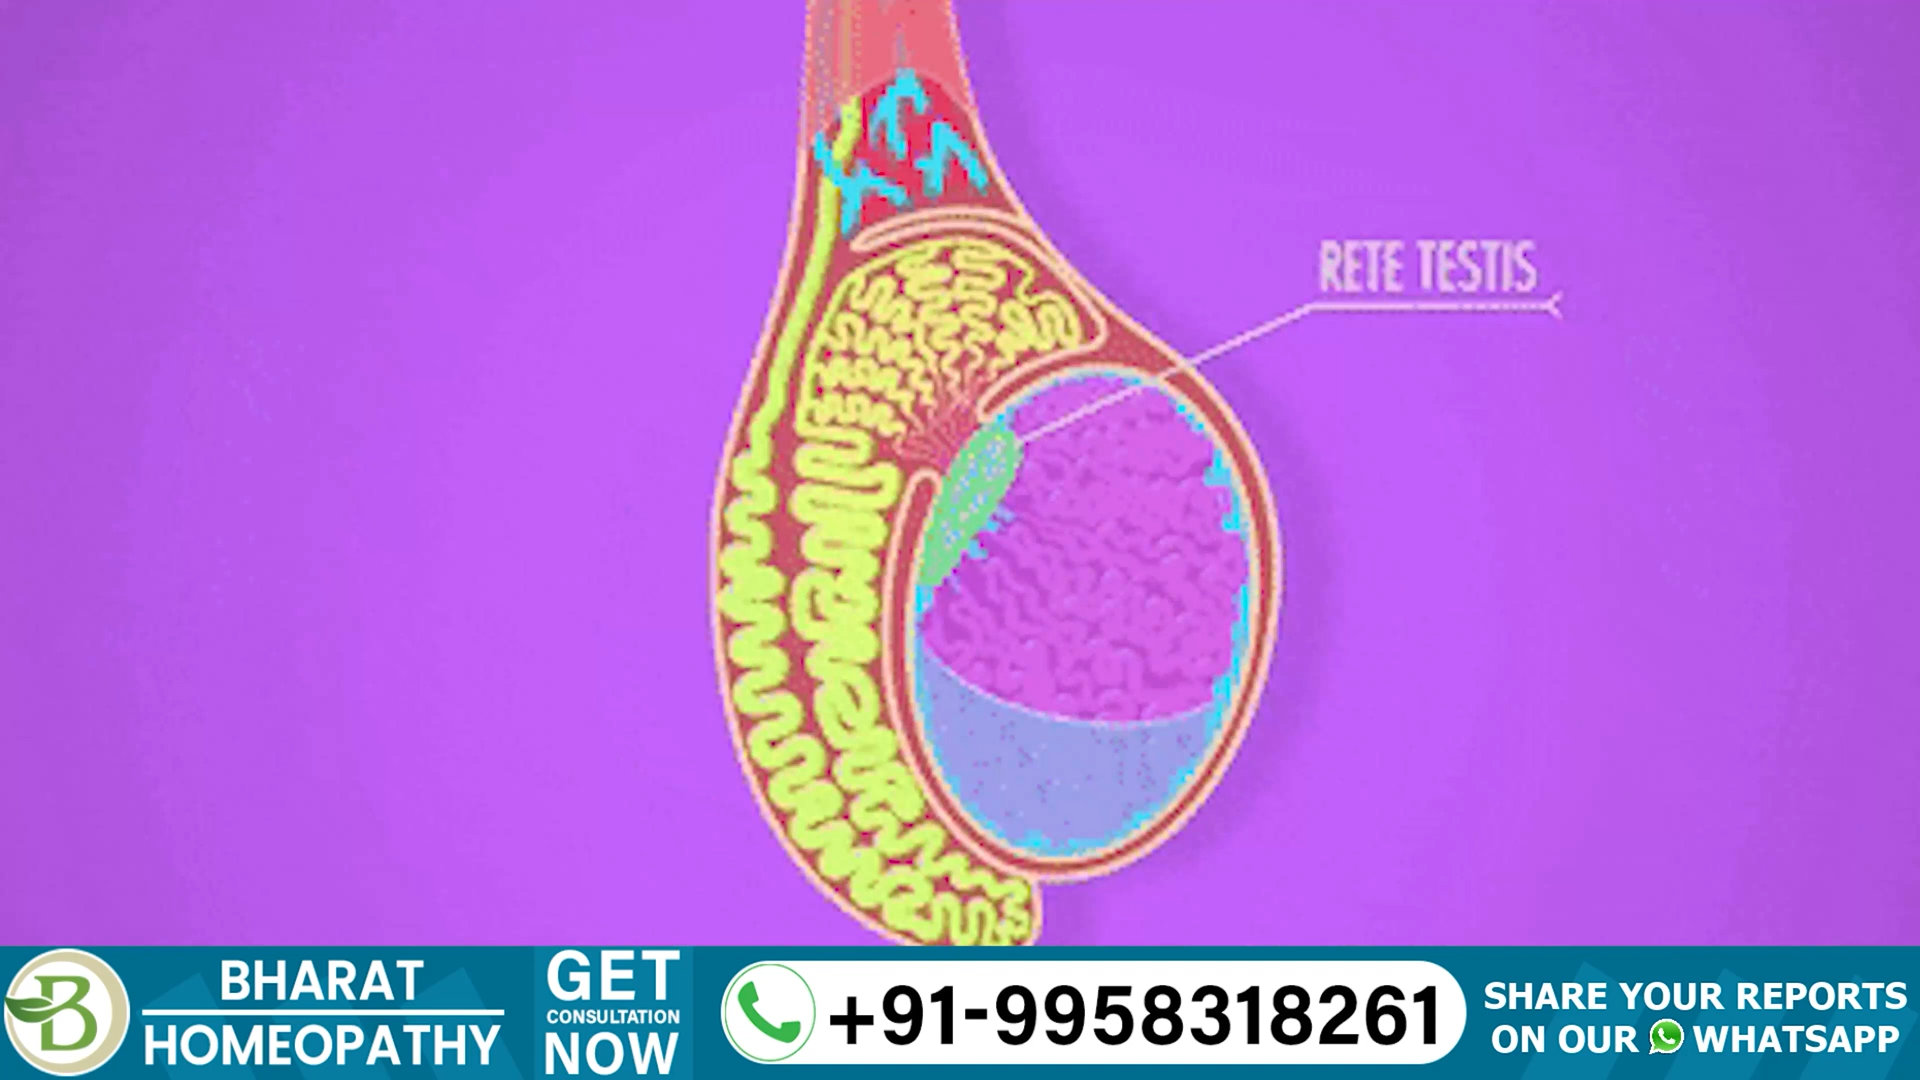 RETE TESTIS
B
BHARAT
HOMEOPATHY
GET
CONSULTATION
NOW
+91-9958318261
SHARE YOUR REPORTS
ON OUR WHATSAPP